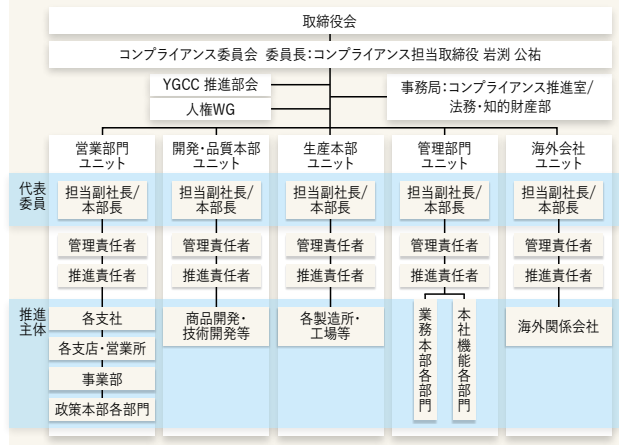 取締役会
コンプライアンス委員会 委員長：コンプライアンス担当取締役 岩渕 公祐
YGCC 推進部会
人権WG
事務局：コンプライアンス推進室/
法務・知的財産部
営業部門
ユニット
開発・品質本部
ユニット
生産本部
ユニット
管理部門
ユニット
海外会社
ユニット
代表
委員
担当副社長/
本部長
担当副社長/
本部長
担当副社長/
本部長
担当副社長/
本部長
担当副社長/
本部長
管理責任者
管理責任者
管理責任者
管理責任者
管理責任者
推進責任者
推進責任者
推進責任者
推進責任者
推進責任者
推進
主体
各支社
各支店・営業所
事業部
政策本部各部門
商品開発・
技術開発等
各製造所・
工場等
業務本部各部門
本社機能各部門
海外関係会社